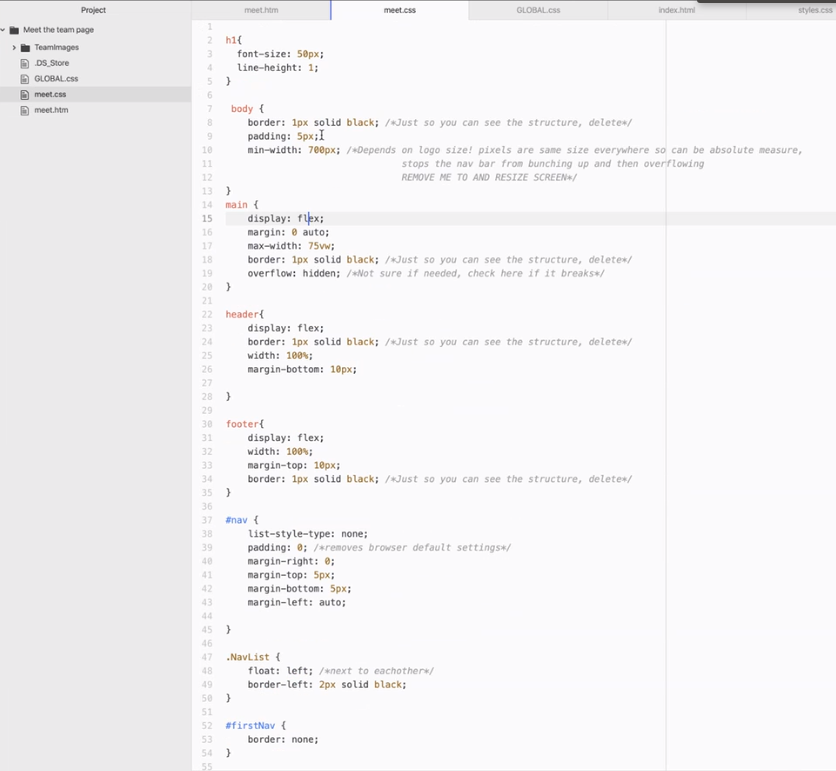 Project
meet.htm
meet.css
GLOBAL.css
index.html
styles.css
Meet the team page
TeamImages
.DS_Store
GLOBAL.css
meet.css
meet.htm
1
2 h1{
3 font-size: 50px;
4 line-height: 1;
5 }
6
7 body {
8 border: 1px solid black; /*Just so you can see the structure, delete*/
9 padding: 5px;
10 min-width: 700px; /*Depends on logo size! pixels are same size everywhere so can be absolute measure,
11 stops the nav bar from bunching up and then overflowing
12 REMOVE ME TO AND RESIZE SCREEN*/
13 }
14 main {
15 display: flex;
16 margin: 0 auto;
17 max-width: 75vw;
18 border: 1px solid black; /*Just so you can see the structure, delete*/
19 overflow: hidden; /*Not sure if needed, check here if it breaks*/
20 }
21
22 header{
23 display: flex;
24 border: 1px solid black; /*Just so you can see the structure, delete*/
25 width: 100%;
26 margin-bottom: 10px;
27
28 }
29
30 footer{
31 display: flex;
32 width: 100%;
33 margin-top: 10px;
34 border: 1px solid black; /*Just so you can see the structure, delete*/
35 }
36
37 #nav {
38 list-style-type: none;
39 padding: 0; /*removes browser default settings*/
40 margin-right: 0;
41 margin-top: 5px;
42 margin-bottom: 5px;
43 margin-left: auto;
44
45 }
46
47 .NavList {
48 float: left; /*next to eachother*/
49 border-left: 2px solid black;
50 }
51
52 #firstNav {
53 border: none;
54 }
55